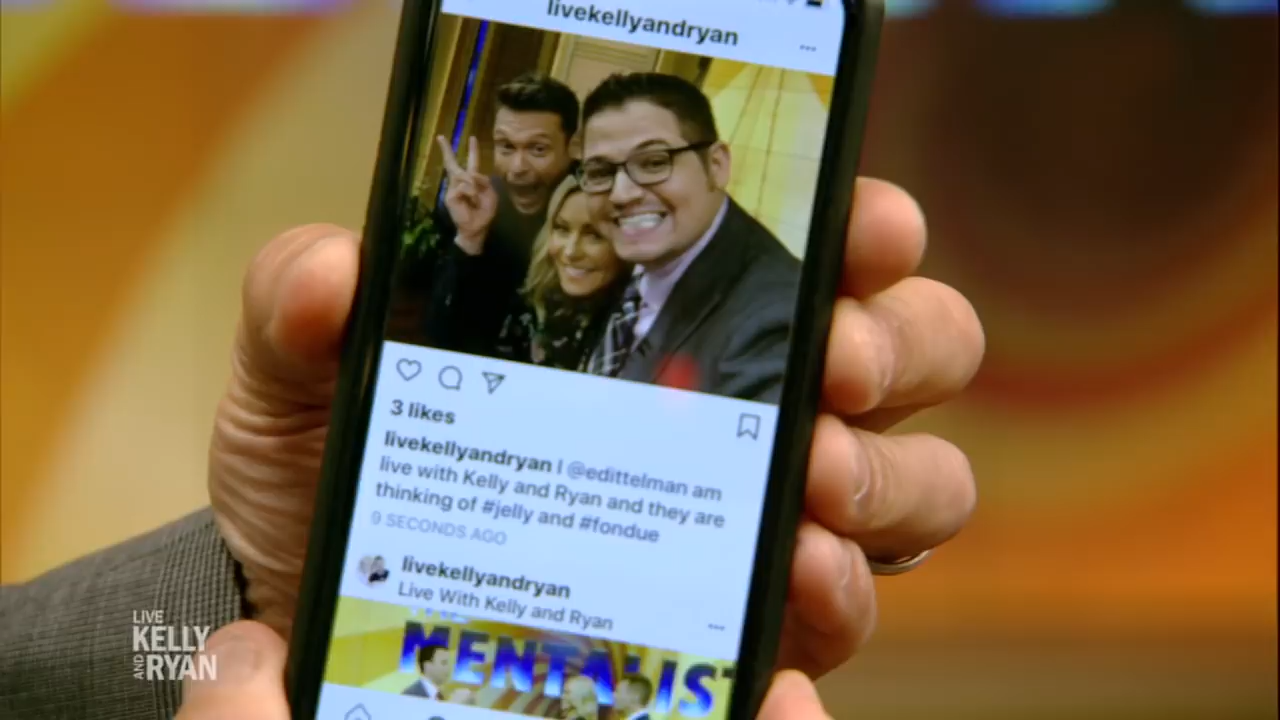 livekellyandryan
3 likes
livekellyandryan I @edittelman am
live with Kelly and Ryan and they are
thinking of #jelly and #fondue
9 SECONDS AGO
livekellyandryan
Live With Kelly and Ryan
MENTALIST
LIVE
KELLY
AND RYAN